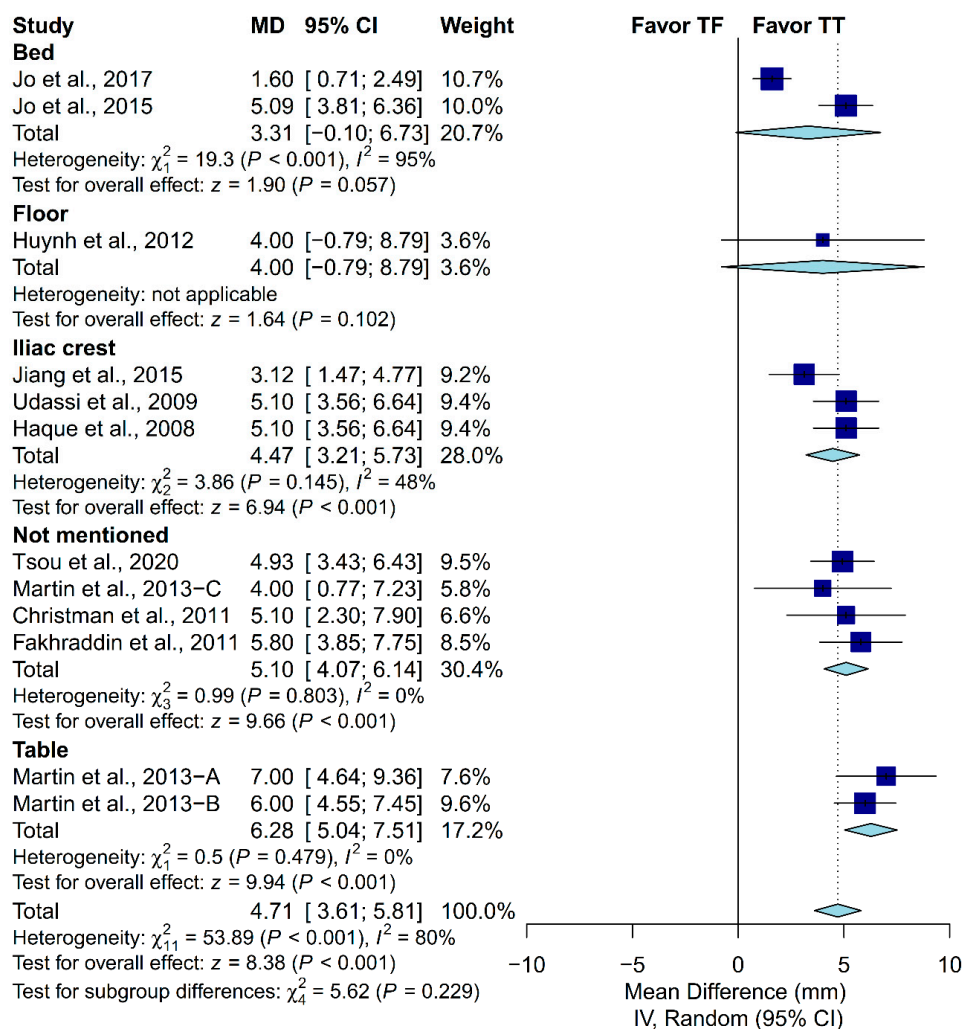 Study MD 95% CI Weight Favor TF Favor TT
Bed
Jo et al., 2017 1.60 [ 0.71; 2.49] 10.7%
Jo et al., 2015 5.09 [ 3.81; 6.36] 10.0%
Total 3.31 [−0.10; 6.73] 20.7%
Heterogeneity: χ²₁ = 19.3 (P < 0.001), I² = 95%
Test for overall effect: z = 1.90 (P = 0.057)
Floor
Huynh et al., 2012 4.00 [−0.79; 8.79] 3.6%
Total 4.00 [−0.79; 8.79] 3.6%
Heterogeneity: not applicable
Test for overall effect: z = 1.64 (P = 0.102)
Iliac crest
Jiang et al., 2015 3.12 [ 1.47; 4.77] 9.2%
Udassi et al., 2009 5.10 [ 3.56; 6.64] 9.4%
Haque et al., 2008 5.10 [ 3.56; 6.64] 9.4%
Total 4.47 [ 3.21; 5.73] 28.0%
Heterogeneity: χ²₂ = 3.86 (P = 0.145), I² = 48%
Test for overall effect: z = 6.94 (P < 0.001)
Not mentioned
Tsou et al., 2020 4.93 [ 3.43; 6.43] 9.5%
Martin et al., 2013−C 4.00 [ 0.77; 7.23] 5.8%
Christman et al., 2011 5.10 [ 2.30; 7.90] 6.6%
Fakhraddin et al., 2011 5.80 [ 3.85; 7.75] 8.5%
Total 5.10 [ 4.07; 6.14] 30.4%
Heterogeneity: χ²₃ = 0.99 (P = 0.803), I² = 0%
Test for overall effect: z = 9.66 (P < 0.001)
Table
Martin et al., 2013−A 7.00 [ 4.64; 9.36] 7.6%
Martin et al., 2013−B 6.00 [ 4.55; 7.45] 9.6%
Total 6.28 [ 5.04; 7.51] 17.2%
Heterogeneity: χ²₁ = 0.5 (P = 0.479), I² = 0%
Test for overall effect: z = 9.94 (P < 0.001)
Total 4.71 [ 3.61; 5.81] 100.0%
Heterogeneity: χ²₁₁ = 53.89 (P < 0.001), I² = 80%
Test for overall effect: z = 8.38 (P < 0.001)
Test for subgroup differences: χ²₄ = 5.62 (P = 0.229)
−10 −5 0 5 10
Mean Difference (mm)
IV, Random (95% CI)